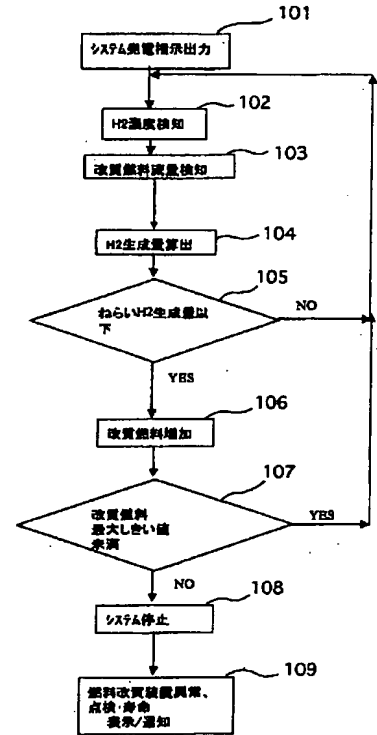 101
システム発電指示出力
102
H2濃度検知
103
改質燃料流量検知
104
H2生成量算出
105
ねらいH2生成量以
下
NO
YES
106
改質燃料増加
107
改質燃料
最大しきい値
未満
YES
NO
108
システム停止
109
燃料改質装置異常、
点検・寿命
表示/通知